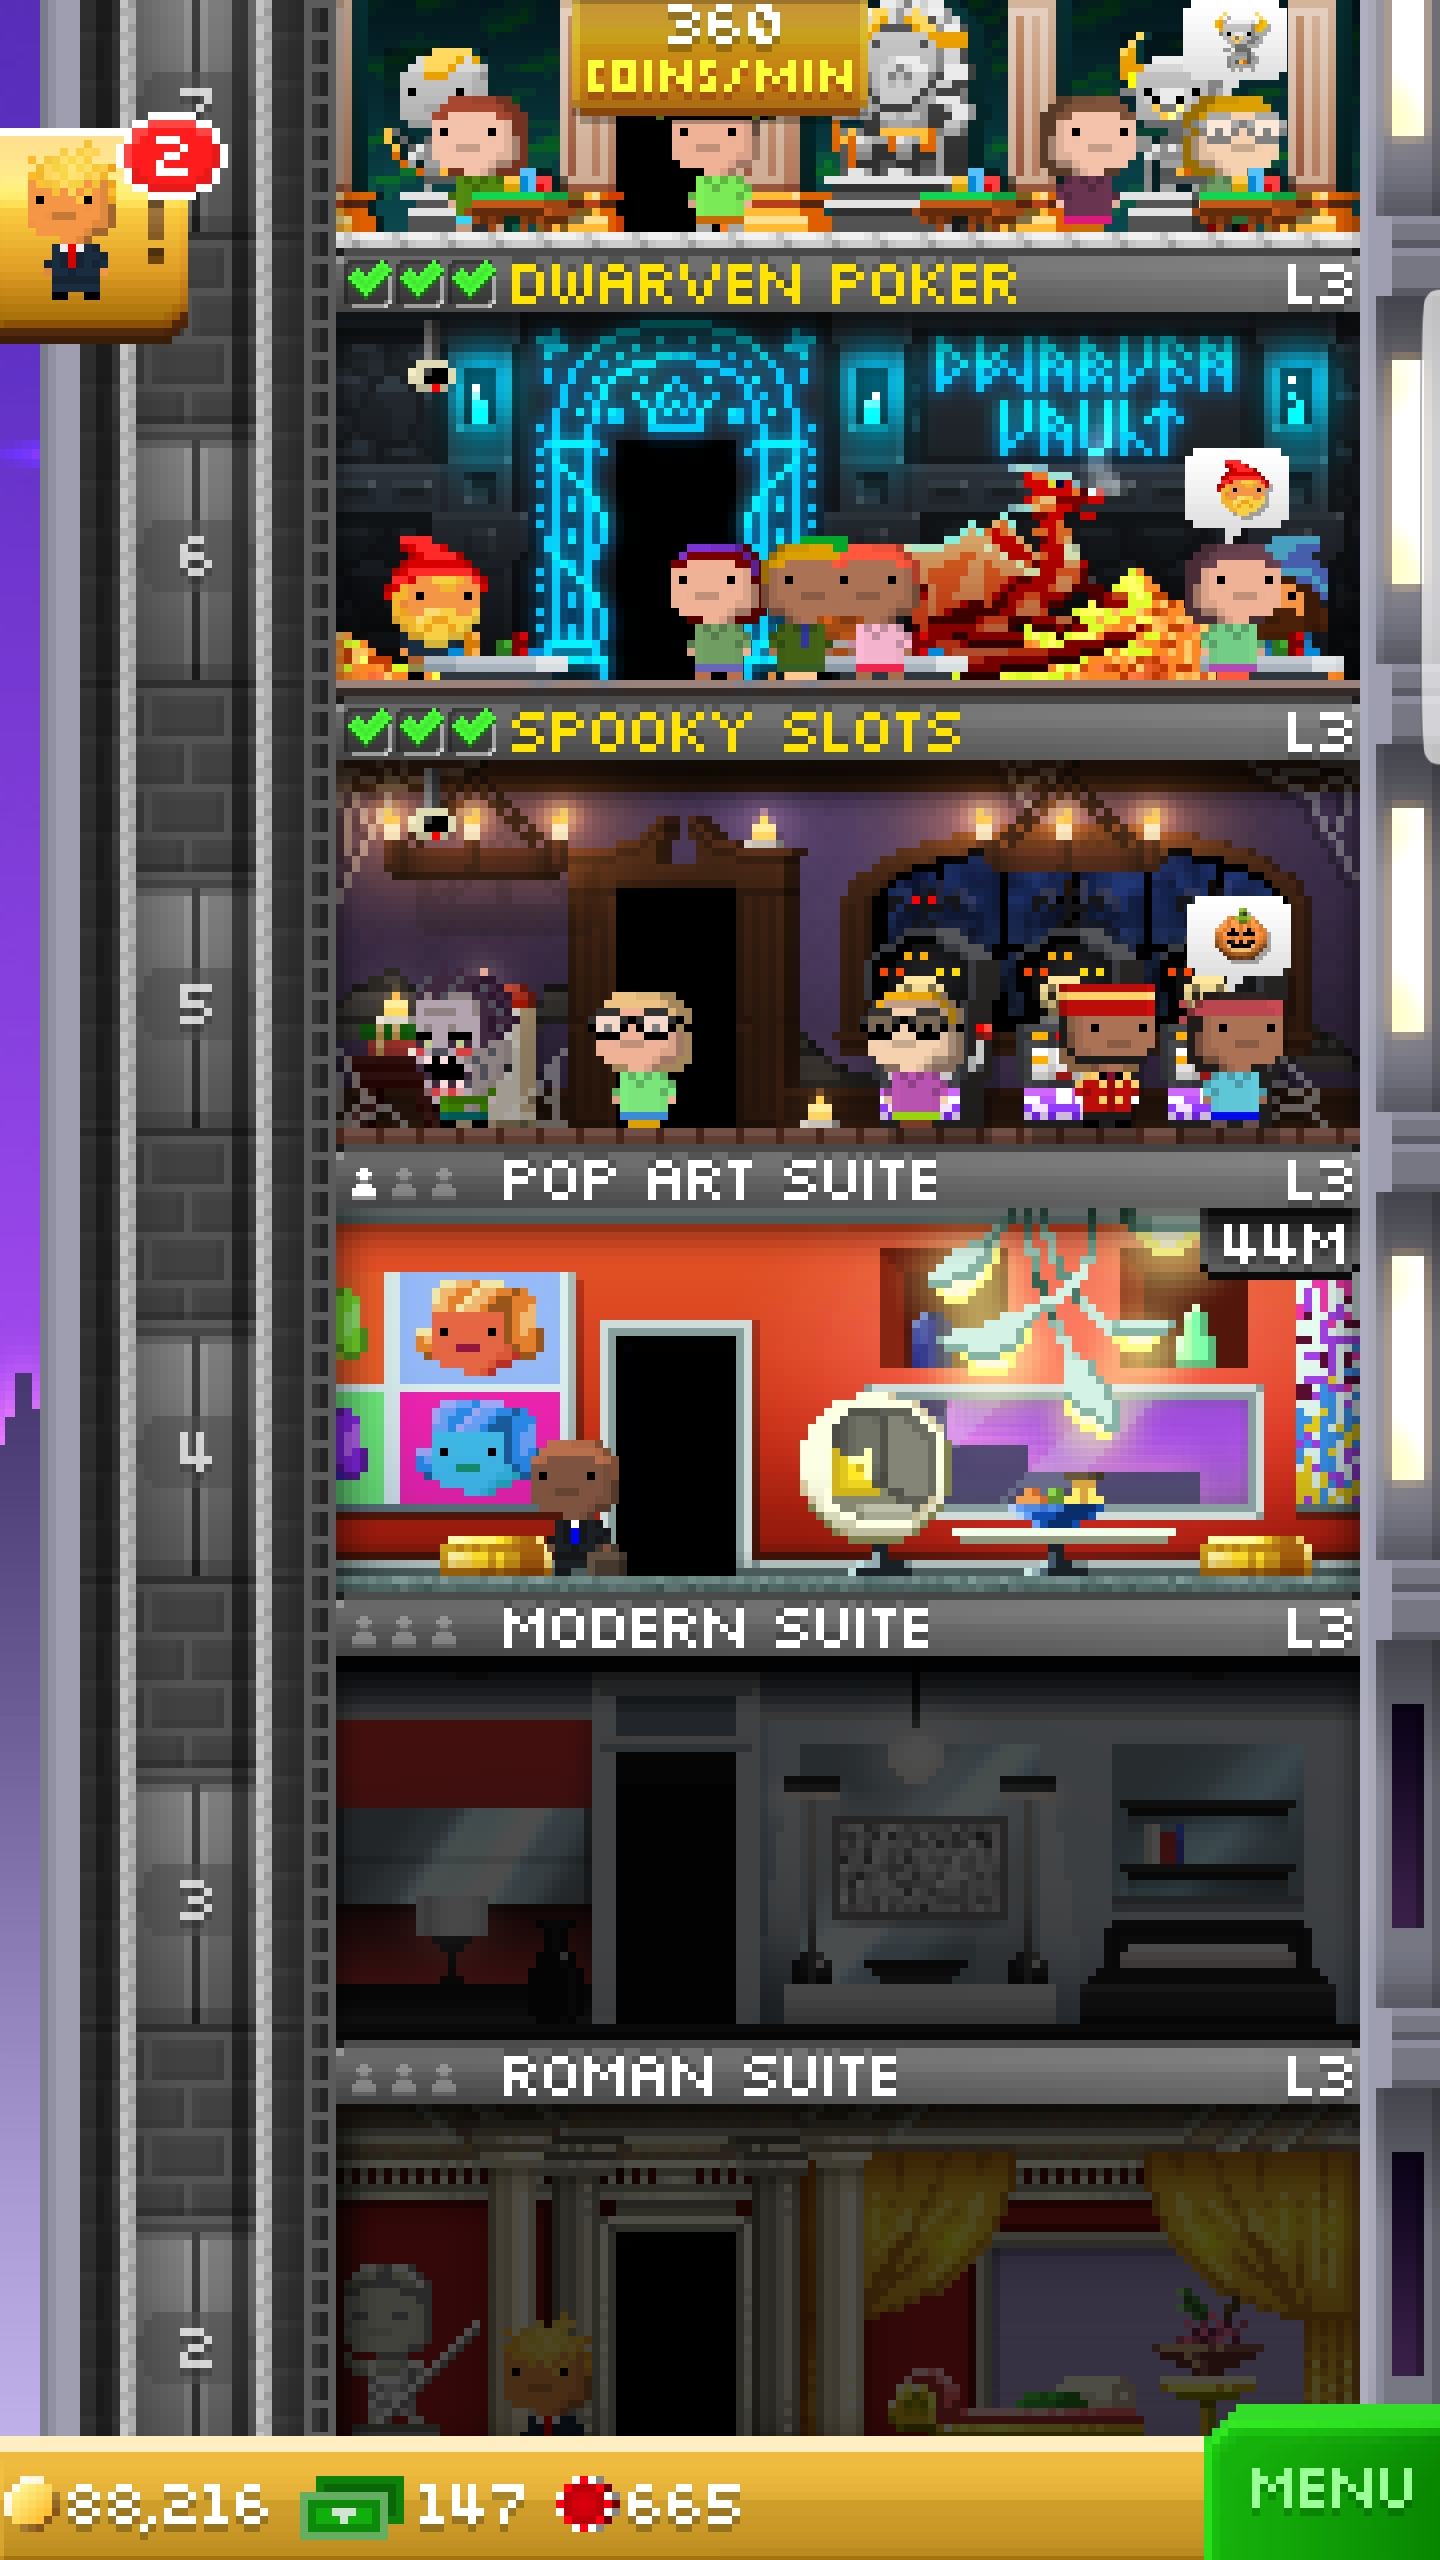 360
COINS/MIN
7
2
!
DWARVEN POKER L3
DWARVEN
VAULT
6
SPOOKY SLOTS L3
5
POP ART SUITE L3
44M
4
MODERN SUITE L3
3
ROMAN SUITE L3
2
88,216 147 665
MENU